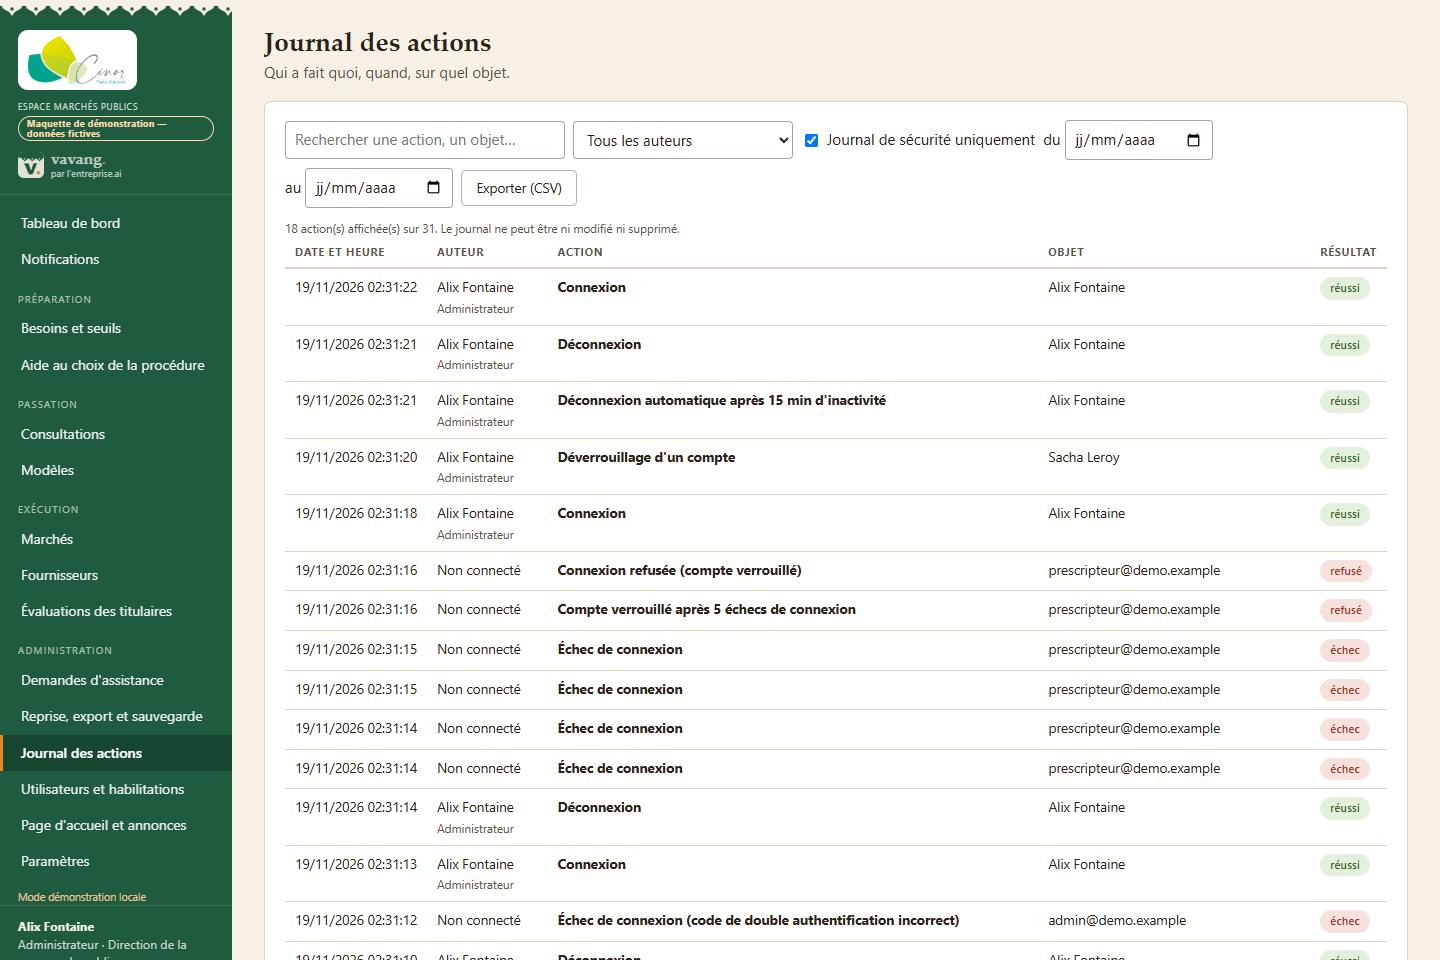 Cinor
Terre d'Avenir
ESPACE MARCHÉS PUBLICS
Maquette de démonstration —
données fictives
v.
vavang.
par l'entreprise.ai
Tableau de bord
Notifications
PRÉPARATION
Besoins et seuils
Aide au choix de la procédure
PASSATION
Consultations
Modèles
EXÉCUTION
Marchés
Fournisseurs
Évaluations des titulaires
ADMINISTRATION
Demandes d'assistance
Reprise, export et sauvegarde
Journal des actions
Utilisateurs et habilitations
Page d'accueil et annonces
Paramètres
Mode démonstration locale
Alix Fontaine
Administrateur · Direction de la
Journal des actions
Qui a fait quoi, quand, sur quel objet.
Rechercher une action, un objet... Tous les auteurs Journal de sécurité uniquement du jj/mm/aaaa
au jj/mm/aaaa Exporter (CSV)
18 action(s) affichée(s) sur 31. Le journal ne peut être ni modifié ni supprimé.
DATE ET HEURE AUTEUR ACTION OBJET RÉSULTAT
19/11/2026 02:31:22 Alix Fontaine Connexion Alix Fontaine réussi
Administrateur
19/11/2026 02:31:21 Alix Fontaine Déconnexion Alix Fontaine réussi
Administrateur
19/11/2026 02:31:21 Alix Fontaine Déconnexion automatique après 15 min d'inactivité Alix Fontaine réussi
Administrateur
19/11/2026 02:31:20 Alix Fontaine Déverrouillage d'un compte Sacha Leroy réussi
Administrateur
19/11/2026 02:31:18 Alix Fontaine Connexion Alix Fontaine réussi
Administrateur
19/11/2026 02:31:16 Non connecté Connexion refusée (compte verrouillé) prescripteur@demo.example refusé
19/11/2026 02:31:16 Non connecté Compte verrouillé après 5 échecs de connexion prescripteur@demo.example refusé
19/11/2026 02:31:15 Non connecté Échec de connexion prescripteur@demo.example échec
19/11/2026 02:31:15 Non connecté Échec de connexion prescripteur@demo.example échec
19/11/2026 02:31:14 Non connecté Échec de connexion prescripteur@demo.example échec
19/11/2026 02:31:14 Non connecté Échec de connexion prescripteur@demo.example échec
19/11/2026 02:31:14 Alix Fontaine Déconnexion Alix Fontaine réussi
Administrateur
19/11/2026 02:31:13 Alix Fontaine Connexion Alix Fontaine réussi
Administrateur
19/11/2026 02:31:12 Non connecté Échec de connexion (code de double authentification incorrect) admin@demo.example échec
19/11/2026 02:31:10 Alix Fontaine Déconnexion Alix Fontaine réussi